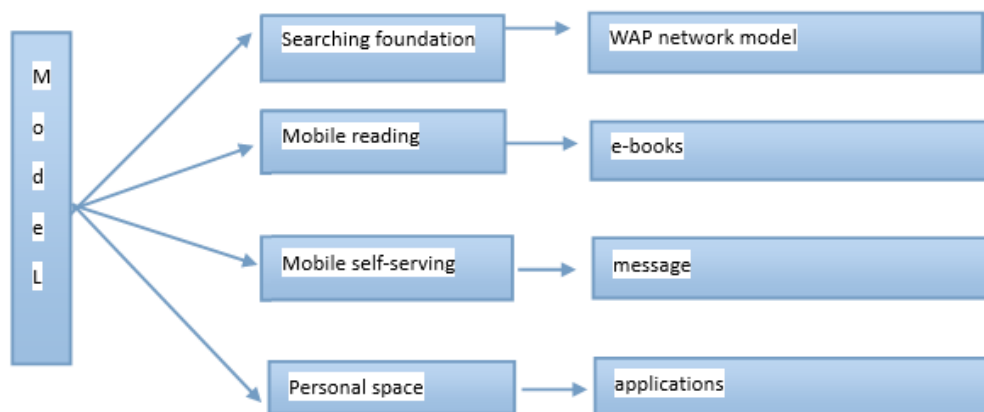 M
o
d
e
L
Searching foundation
WAP network model
Mobile reading
e-books
Mobile self-serving
message
Personal space
applications